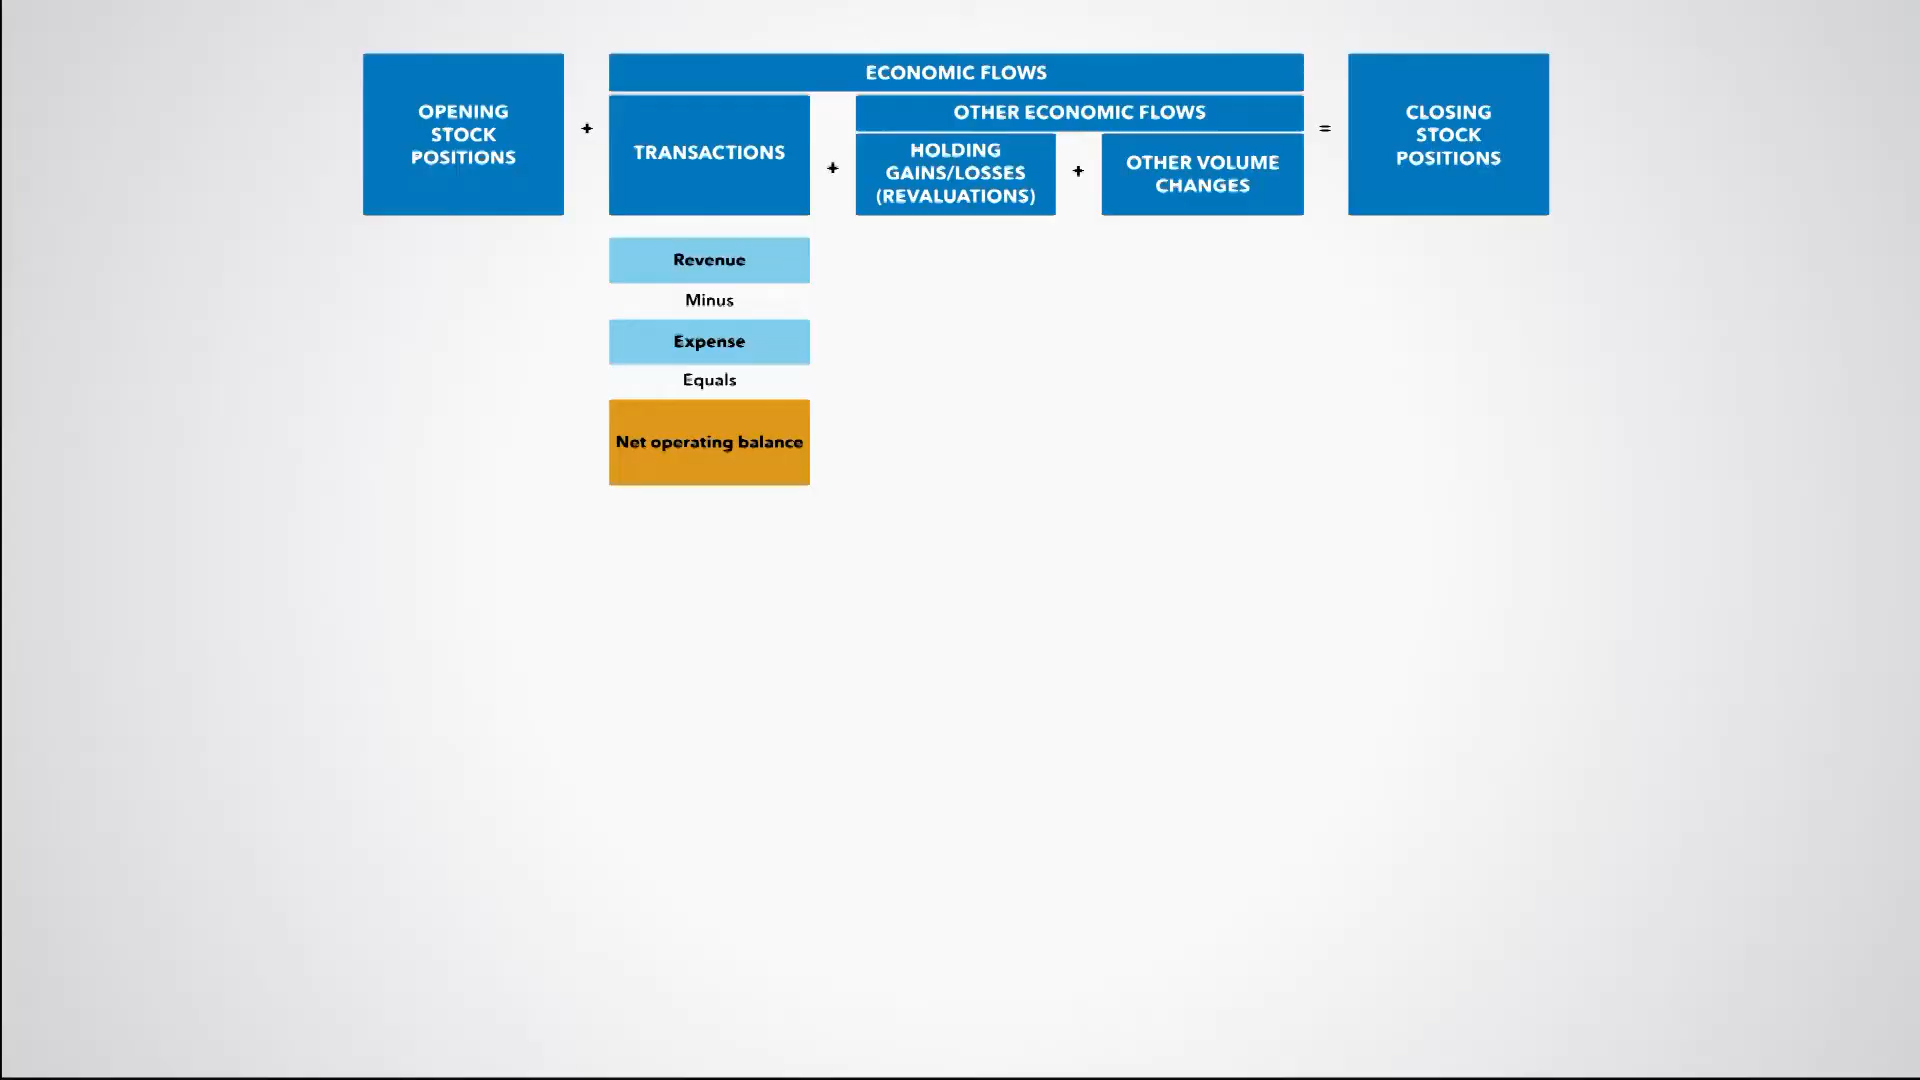 OPENING
STOCK
POSITIONS
+
ECONOMIC FLOWS
TRANSACTIONS
+
OTHER ECONOMIC FLOWS
HOLDING
GAINS/LOSSES
(REVALUATIONS)
+
OTHER VOLUME
CHANGES
=
CLOSING
STOCK
POSITIONS
Revenue
Minus
Expense
Equals
Net operating balance